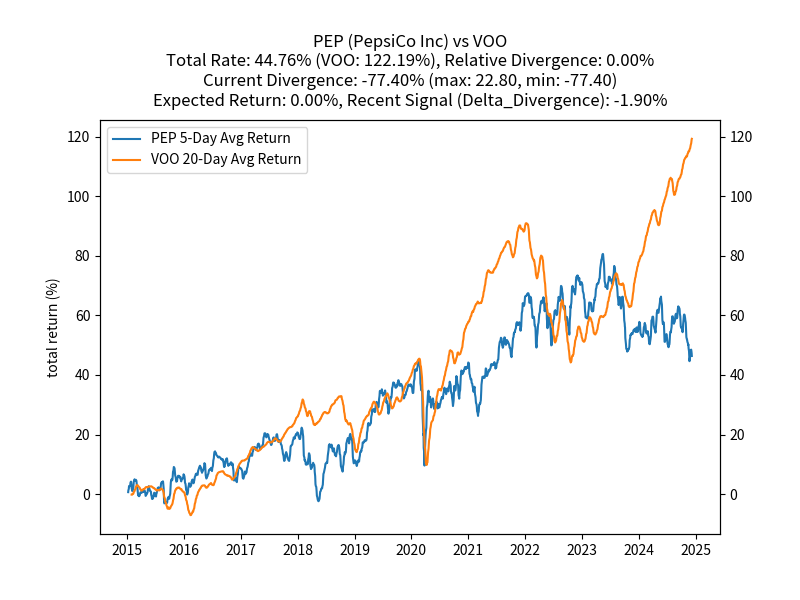 PEP (PepsiCo Inc) vs VOO
Total Rate: 44.76% (VOO: 122.19%), Relative Divergence: 0.00%
Current Divergence: -77.40% (max: 22.80, min: -77.40)
Expected Return: 0.00%, Recent Signal (Delta_Divergence): -1.90%
PEP 5-Day Avg Return
VOO 20-Day Avg Return
total return (%)
120 120
100 100
80 80
60 60
40 40
20 20
0 0
2015 2016 2017 2018 2019 2020 2021 2022 2023 2024 2025